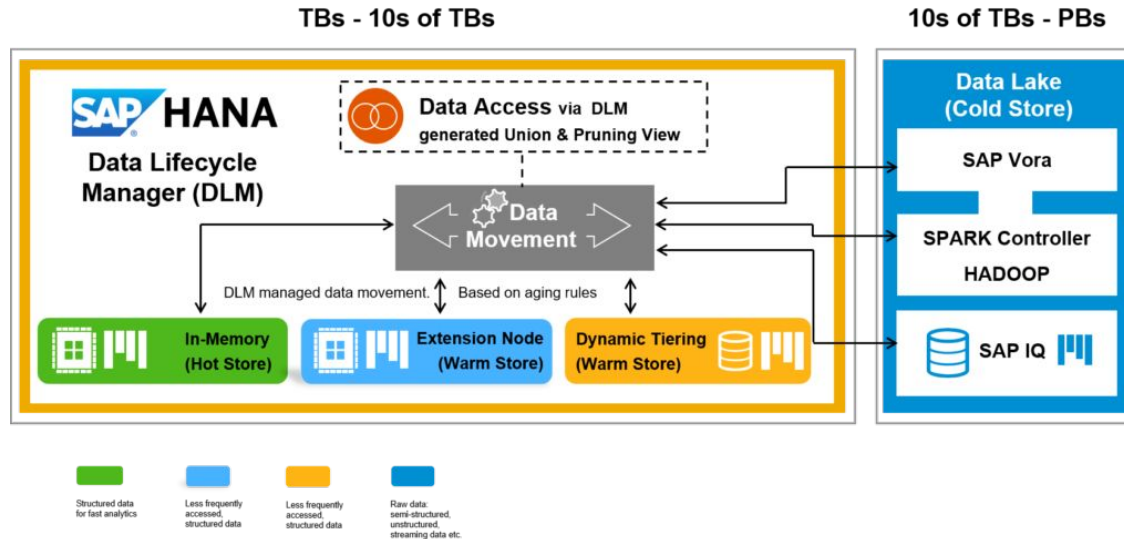 TBs - 10s of TBs
10s of TBs - PBs
SAP HANA
Data Lifecycle
Manager (DLM)
Data Access via DLM
generated Union & Pruning View
Data
Movement
DLM managed data movement.
Based on aging rules
In-Memory
(Hot Store)
Extension Node
(Warm Store)
Dynamic Tiering
(Warm Store)
Data Lake
(Cold Store)
SAP Vora
SPARK Controller
HADOOP
SAP IQ
Structured data
for fast analytics
Less frequently
accessed,
structured data
Less frequently
accessed,
structured data
Raw data:
semi-structured,
unstructured,
streaming data etc.